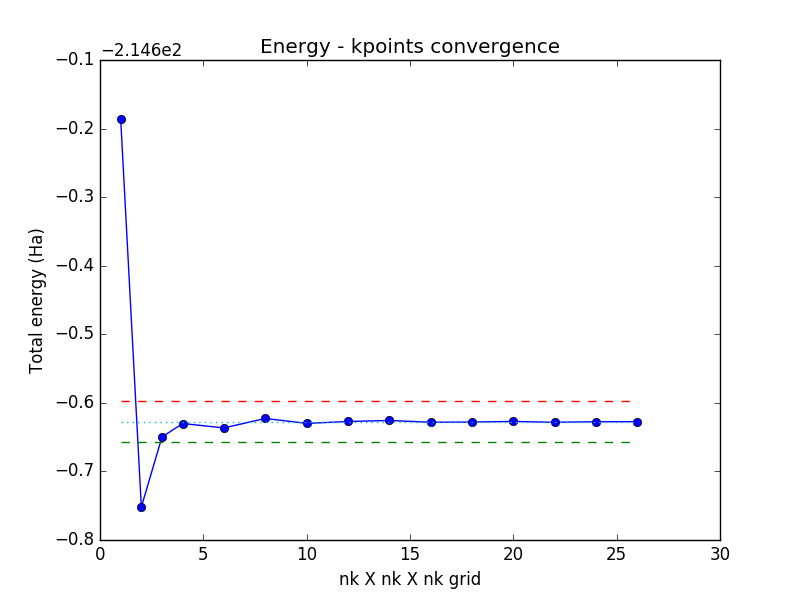 Energy - kpoints convergence
−2.146e2
−0.1
−0.2
−0.3
−0.4
−0.5
−0.6
−0.7
−0.8
Total energy (Ha)
0 5 10 15 20 25 30
nk X nk X nk grid